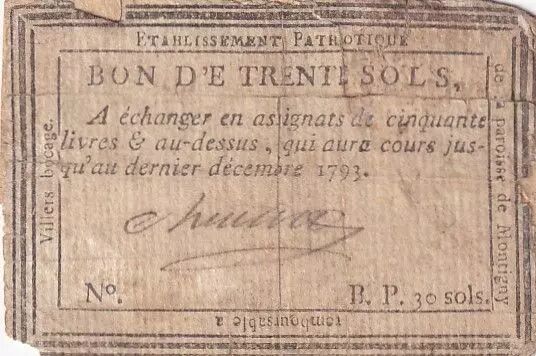 ETABLISSEMENT PATRIOTIQUE
BON D'E TRENTE SOLS,
A échanger en assignats de cinquante
livres & au-dessus, qui aura cours jus-
qu'au dernier décembre 1793.
No.
B. P. 30 sols.
de la paroisse de Montigny
remboursable a
Villers bocage.